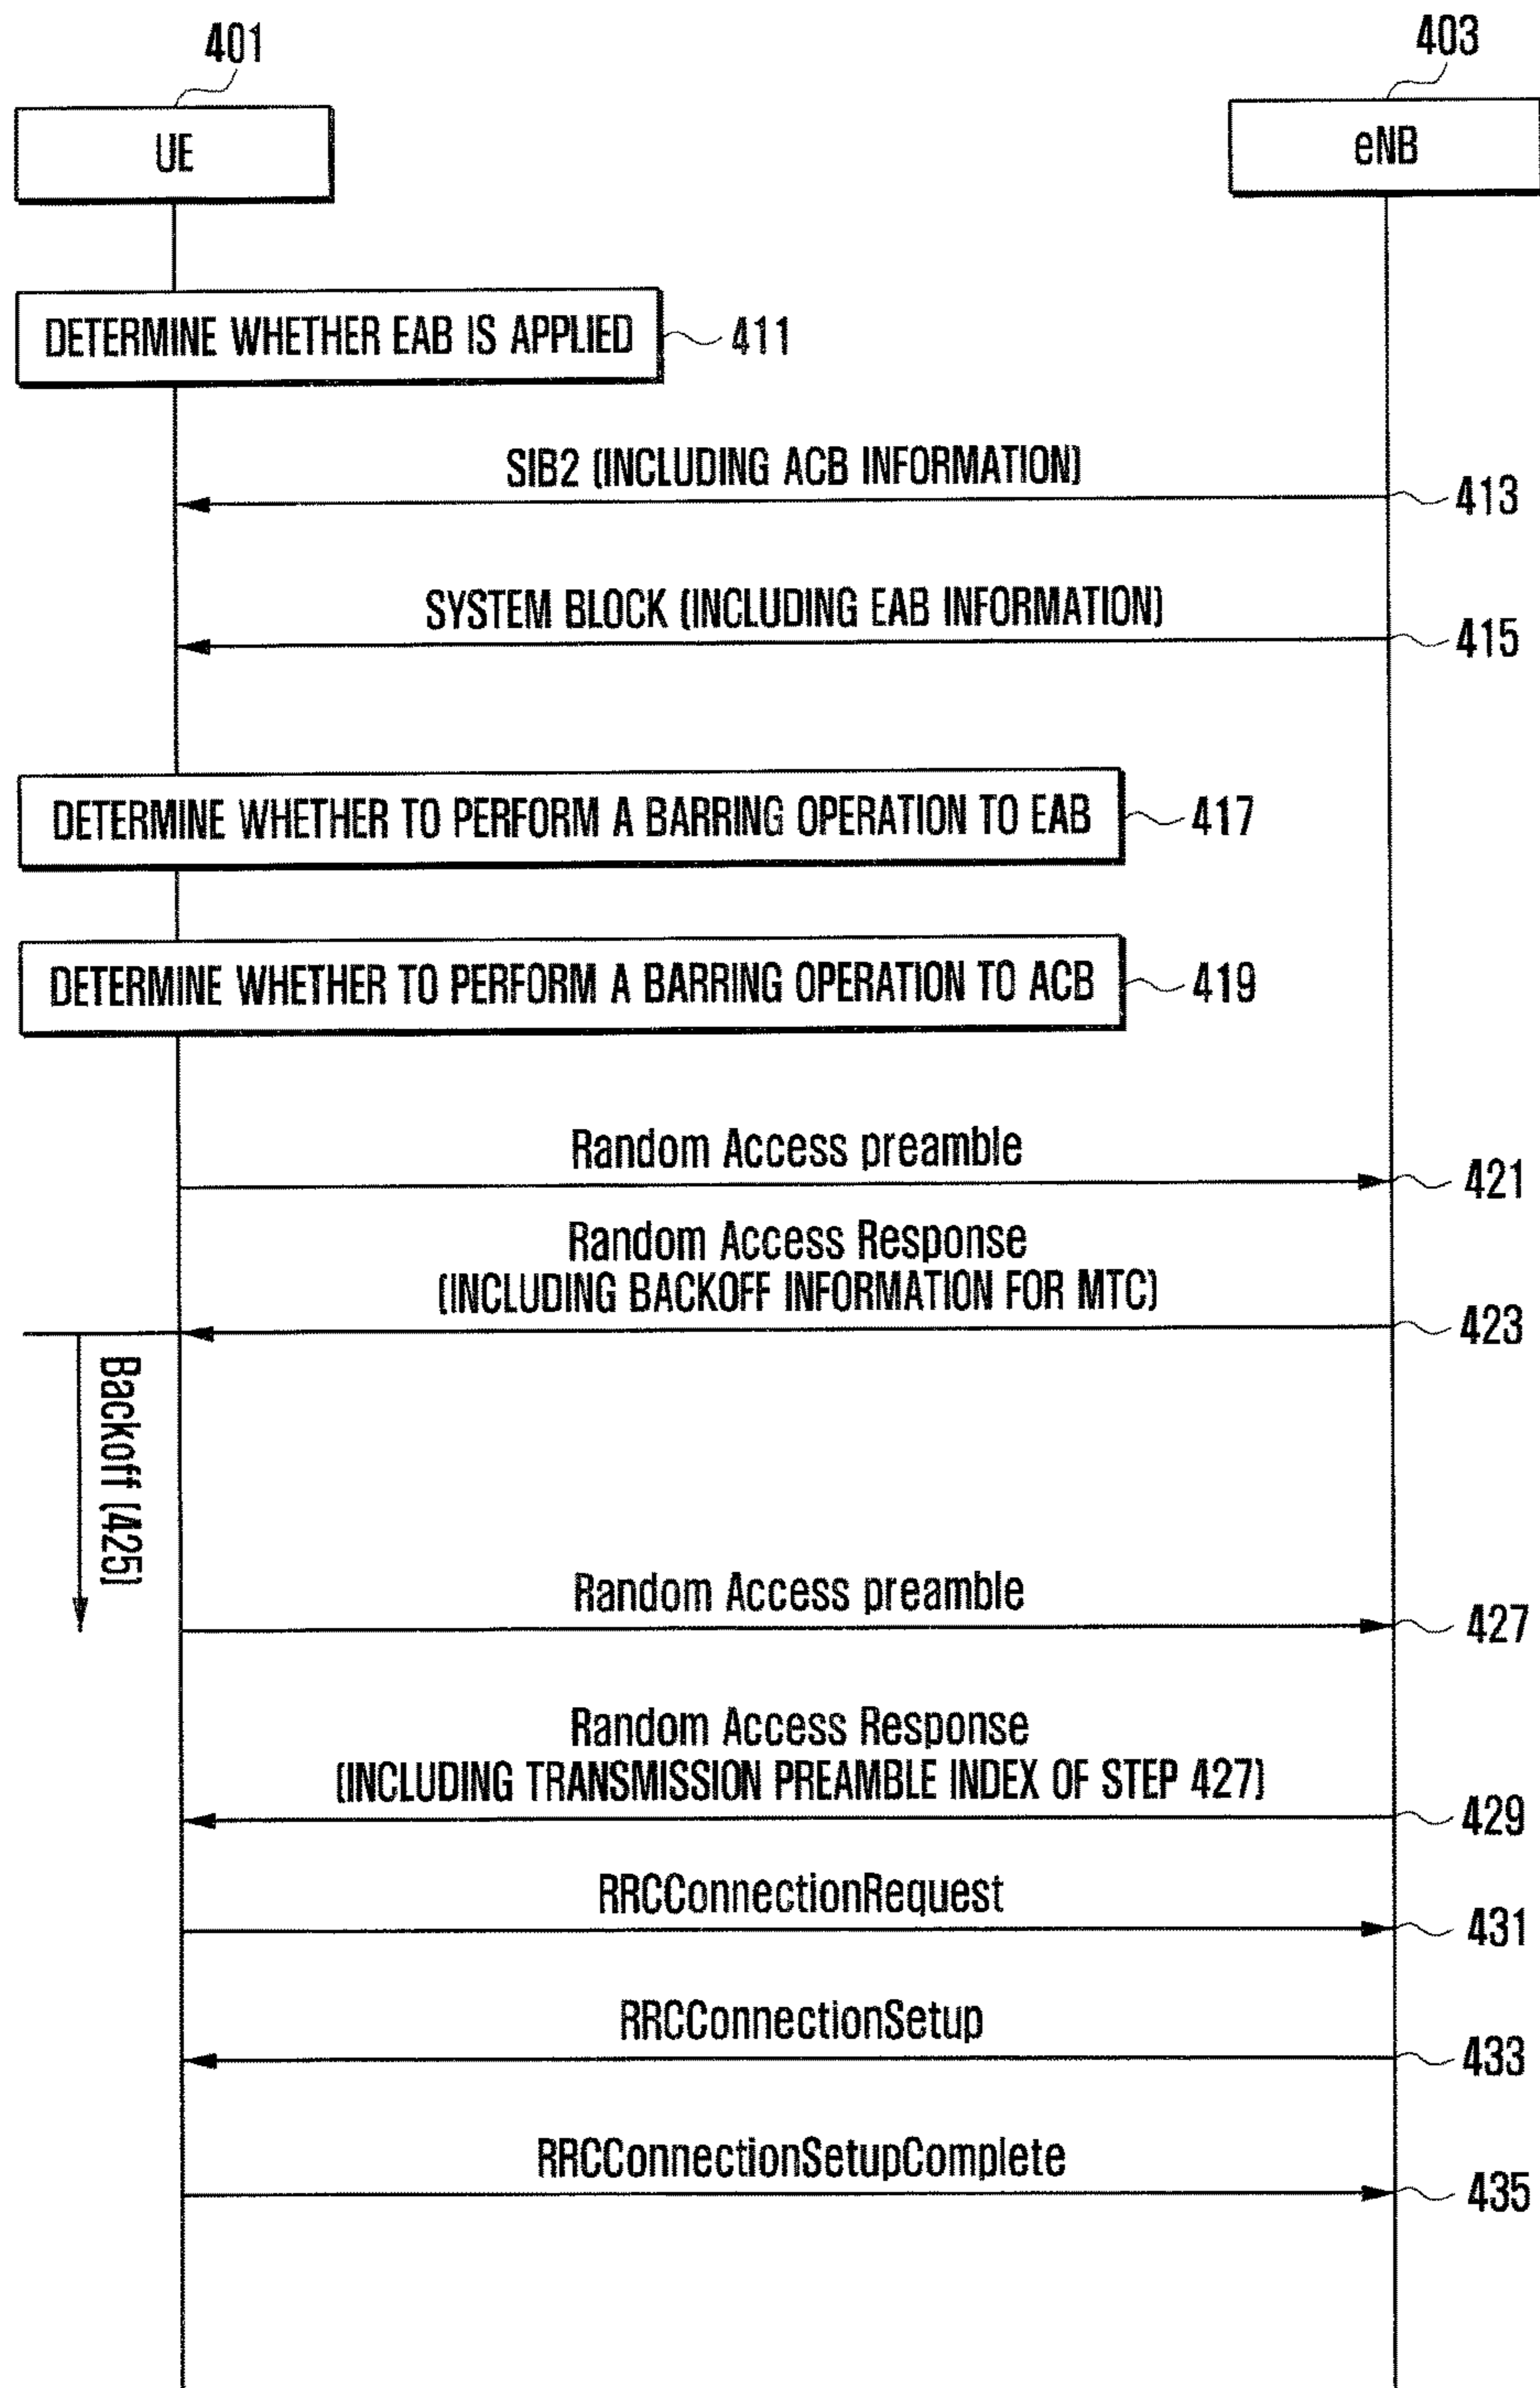 401
403
UE
eNB
DETERMINE WHETHER EAB IS APPLIED
411
SIB2 (INCLUDING ACB INFORMATION)
413
SYSTEM BLOCK (INCLUDING EAB INFORMATION)
415
DETERMINE WHETHER TO PERFORM A BARRING OPERATION TO EAB
417
DETERMINE WHETHER TO PERFORM A BARRING OPERATION TO ACB
419
Random Access preamble
421
Random Access Response
(INCLUDING BACKOFF INFORMATION FOR MTC)
423
Backoff (425)
Random Access preamble
427
Random Access Response
(INCLUDING TRANSMISSION PREAMBLE INDEX OF STEP 427)
429
RRCConnectionRequest
431
RRCConnectionSetup
433
RRCConnectionSetupComplete
435